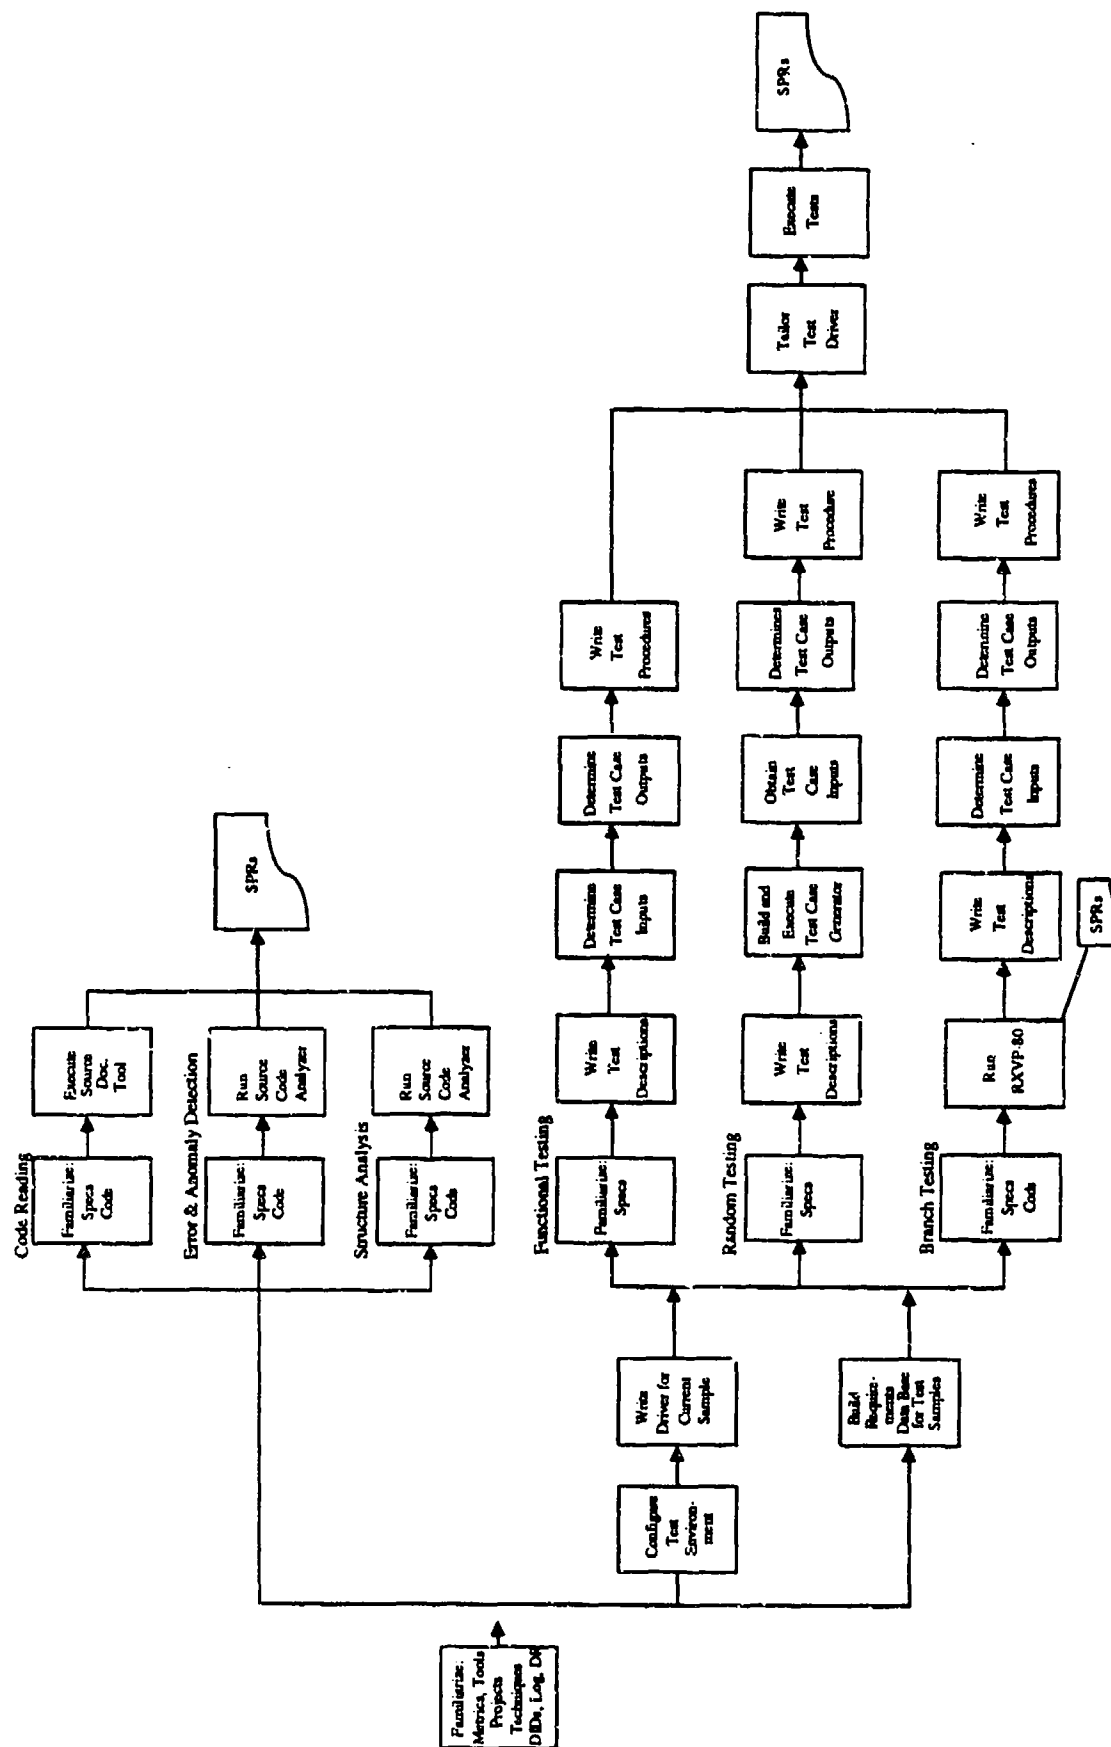 Familiarize:
Metrics, Tools
Projects
Techniques
DIDs, Log, DR
Code Reading
Familiarize:
Specs
Code
Execute
Source
Doc.
Tool
Error & Anomaly Detection
Familiarize:
Specs
Code
Run
Source
Code
Analyzer
Structure Analysis
Familiarize:
Specs
Code
Run
Source
Code
Analyzer
SPRs
Configure
Test
Environ-
ment
Write
Driver for
Current
Sample
Build
Require-
ments
Data Base
for Test
Samples
Functional Testing
Familiarize:
Specs
Write
Test
Descriptions
Determine
Test Case
Inputs
Determine
Test Case
Outputs
Write
Test
Procedures
Random Testing
Familiarize:
Specs
Write
Test
Descriptions
Build and
Execute
Test Case
Generator
Obtain
Test
Case
Inputs
Determines
Test Case
Outputs
Write
Test
Procedure
Branch Testing
Familiarize:
Specs
Code
Run
RXVP-80
SPRs
Write
Test
Descriptions
Determine
Test Case
Inputs
Determine
Test Case
Outputs
Write
Test
Procedures
Tailor
Test
Driver
Execute
Tests
SPRs